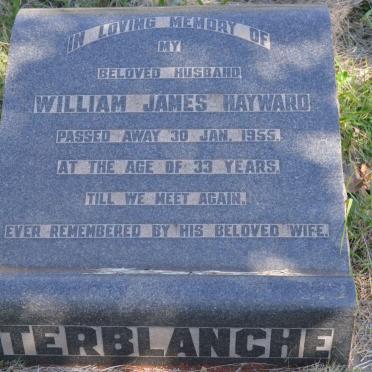 IN LOVING MEMORY OF
MY
BELOVED HUSBAND
WILLIAM JAMES HAYWARD
PASSED AWAY 30 JAN. 1955.
AT THE AGE OF 33 YEARS.
TILL WE MEET AGAIN.
EVER REMEMBERED BY HIS BELOVED WIFE.
TERBLANCHE